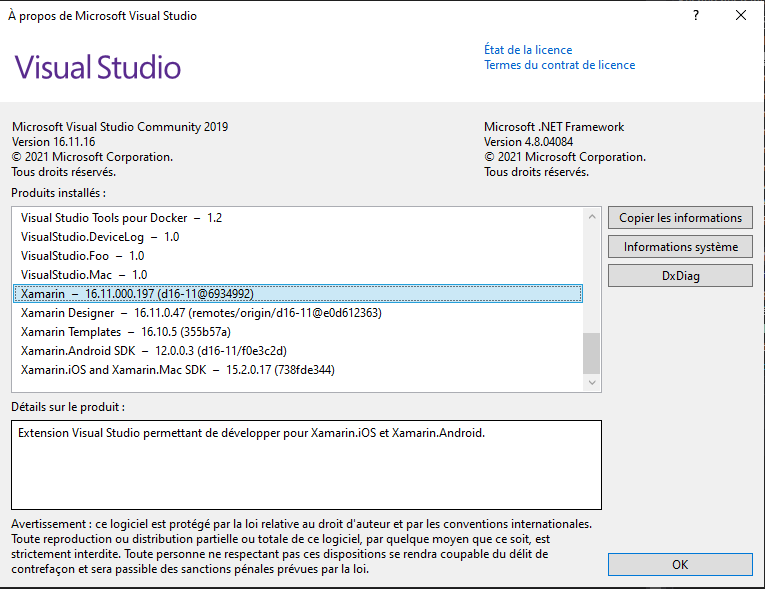 À propos de Microsoft Visual Studio
?
Visual Studio
État de la licence
Termes du contrat de licence
Microsoft Visual Studio Community 2019
Version 16.11.16
© 2021 Microsoft Corporation.
Tous droits réservés.
Microsoft .NET Framework
Version 4.8.04084
© 2021 Microsoft Corporation.
Tous droits réservés.
Produits installés :
Visual Studio Tools pour Docker – 1.2
VisualStudio.DeviceLog – 1.0
VisualStudio.Foo – 1.0
VisualStudio.Mac – 1.0
Xamarin – 16.11.000.197 (d16-11@6934992)
Xamarin Designer – 16.11.0.47 (remotes/origin/d16-11@e0d612363)
Xamarin Templates – 16.10.5 (355b57a)
Xamarin.Android SDK – 12.0.0.3 (d16-11/f0e3c2d)
Xamarin.iOS and Xamarin.Mac SDK – 15.2.0.17 (738fde344)
Copier les informations
Informations système
DxDiag
Détails sur le produit :
Extension Visual Studio permettant de développer pour Xamarin.iOS et Xamarin.Android.
Avertissement : ce logiciel est protégé par la loi relative au droit d'auteur et par les conventions internationales.
Toute reproduction ou distribution partielle ou totale de ce logiciel, par quelque moyen que ce soit, est
strictement interdite. Toute personne ne respectant pas ces dispositions se rendra coupable du délit de
contrefaçon et sera passible des sanctions pénales prévues par la loi.
OK